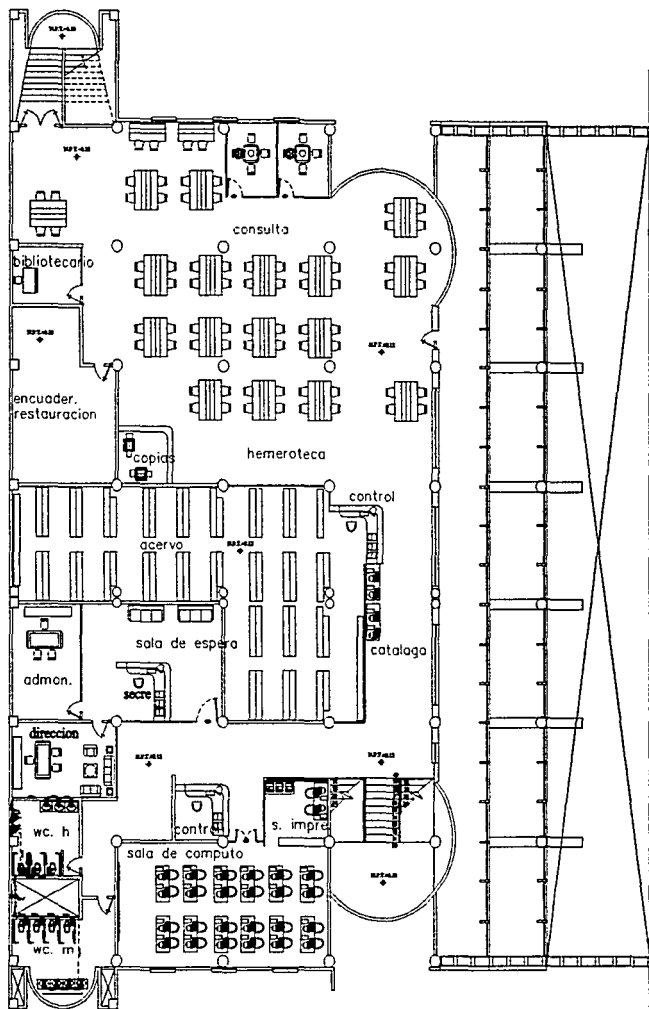 consulta
bibliotecario
encuader.
restauracion
copias
hemeroteca
control
acervo
sala de espera
catalago
admon.
secre
direccion
wc. h
control
s. impre
sala de computo
wc. m